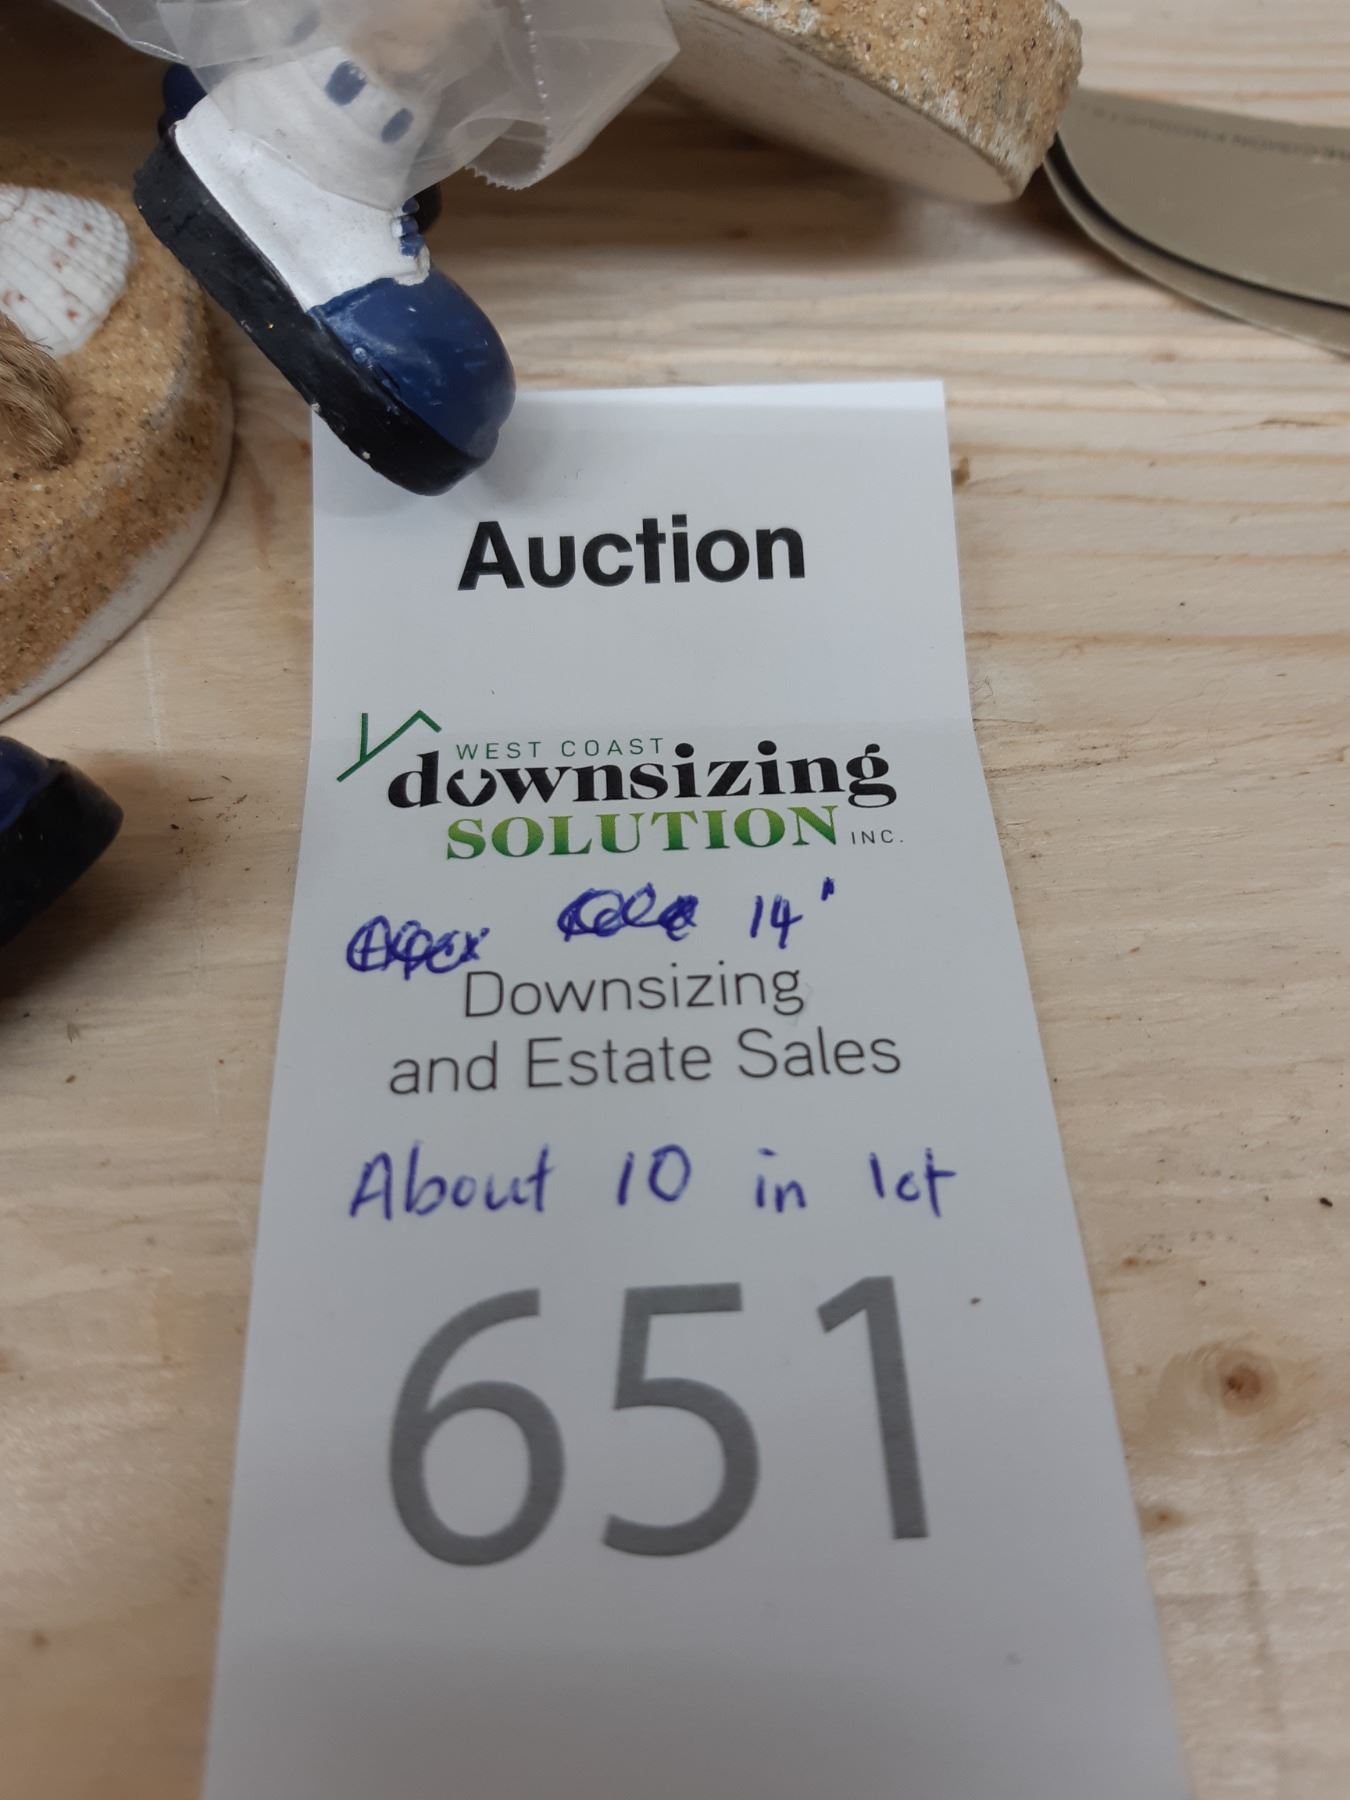 Auction
WEST COAST
downsizing
SOLUTION INC.
14"
Downsizing
and Estate Sales
About 10 in lot
651